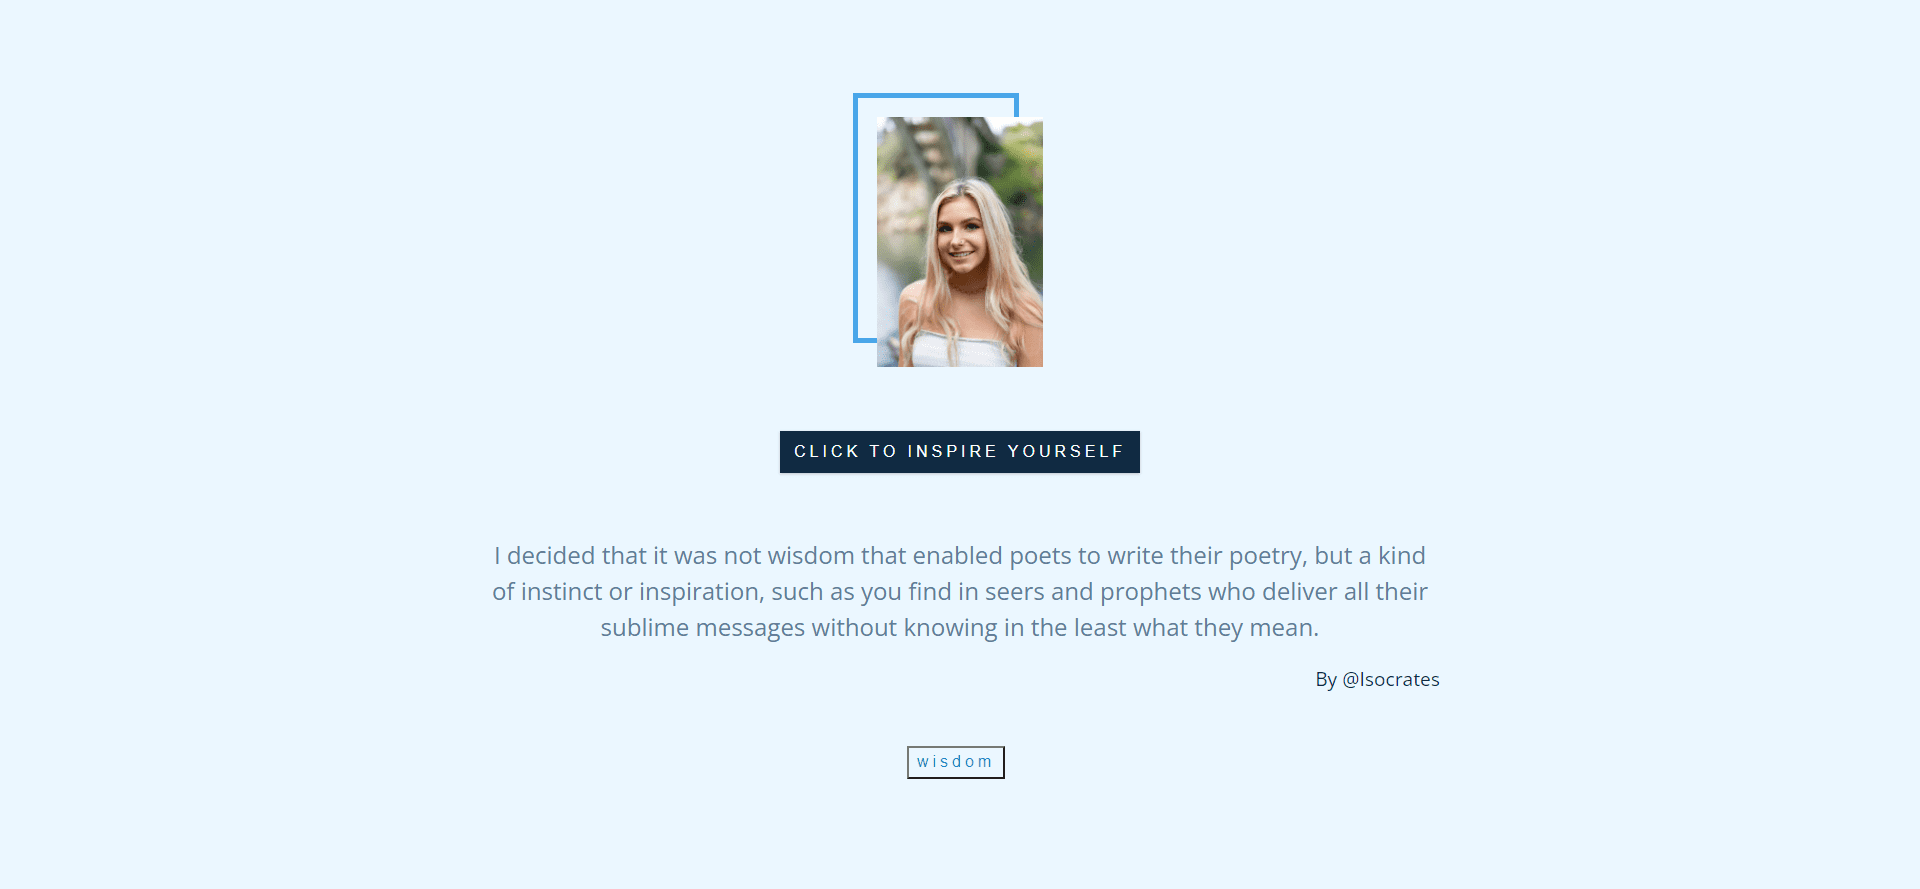 CLICK TO INSPIRE YOURSELF
I decided that it was not wisdom that enabled poets to write their poetry, but a kind
of instinct or inspiration, such as you find in seers and prophets who deliver all their
sublime messages without knowing in the least what they mean.
By @Isocrates
wisdom